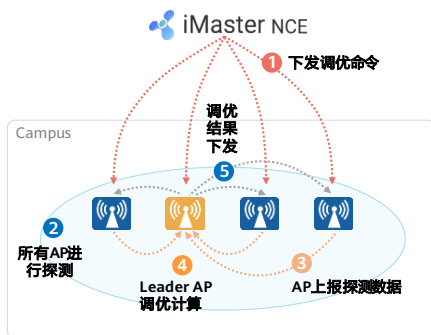 iMaster NCE
1 下发调优命令
Campus
调优
结果
下发
5
2
所有AP进
行探测
4
Leader AP
调优计算
3
AP上报探测数据